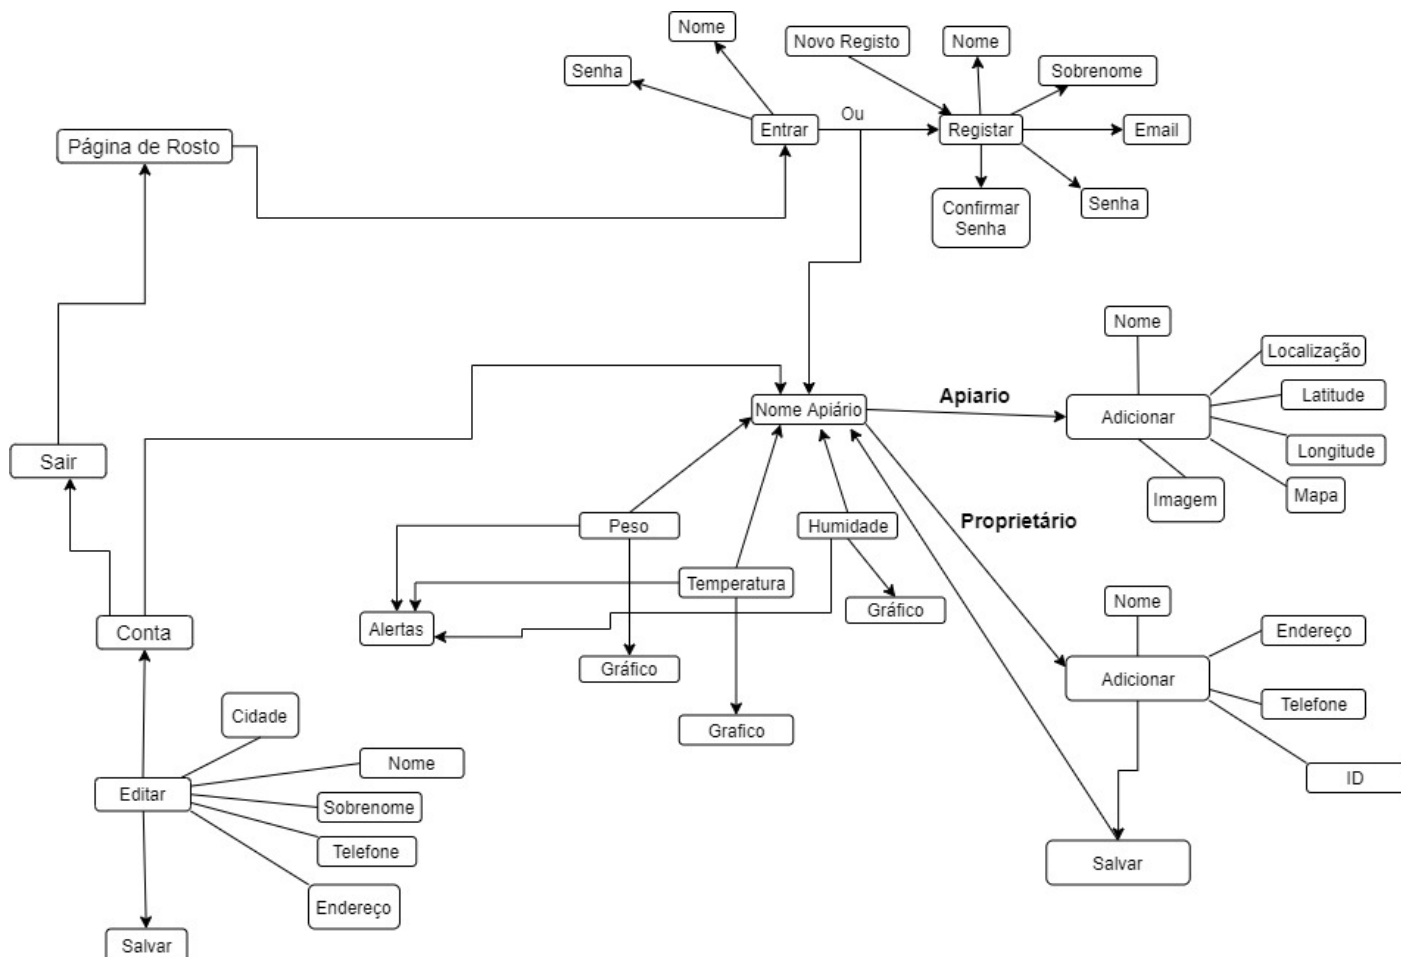 Nome
Novo Registo
Nome
Senha
Sobrenome
Ou
Entrar
Registar
Email
Página de Rosto
Confirmar
Senha
Senha
Nome
Localização
Apiario
Latitude
Nome Apiário
Adicionar
Longitude
Sair
Imagem
Mapa
Proprietário
Peso
Humidade
Temperatura
Nome
Gráfico
Alertas
Endereço
Conta
Gráfico
Adicionar
Telefone
Cidade
Grafico
Nome
ID
Editar
Sobrenome
Telefone
Salvar
Endereço
Salvar